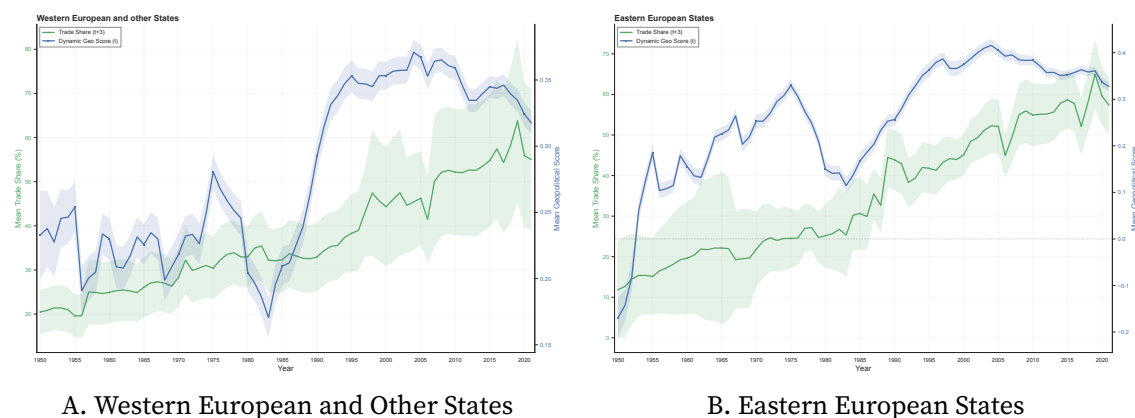 Western European and other States
Trade Share (t+3)
Dynamic Geo Score (t)
Mean Trade Share (%)
80
70
60
50
40
30
20
Mean Geopolitical Score
0.35
0.30
0.25
0.20
0.15
1950 1955 1960 1965 1970 1975 1980 1985 1990 1995 2000 2005 2010 2015 2020
Year
A. Western European and Other States
Eastern European States
Trade Share (t+3)
Dynamic Geo Score (t)
Mean Trade Share (%)
70
60
50
40
30
20
10
0
Mean Geopolitical Score
0.4
0.3
0.2
0.1
0.0
−0.1
−0.2
1950 1955 1960 1965 1970 1975 1980 1985 1990 1995 2000 2005 2010 2015 2020
Year
B. Eastern European States